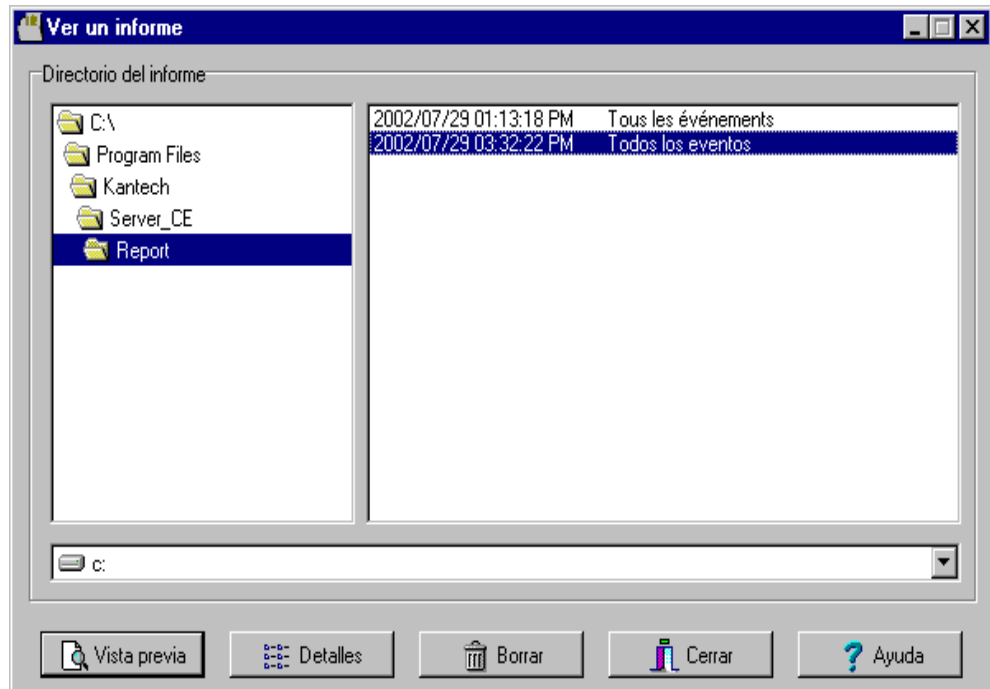 Ver un informe
Directorio del informe
C:\
Program Files
Kantech
Server_CE
Report
2002/07/29 01:13:18 PM Tous les événements
2002/07/29 03:32:22 PM Todos los eventos
c:
Vista previa
Detalles
Borrar
Cerrar
Ayuda